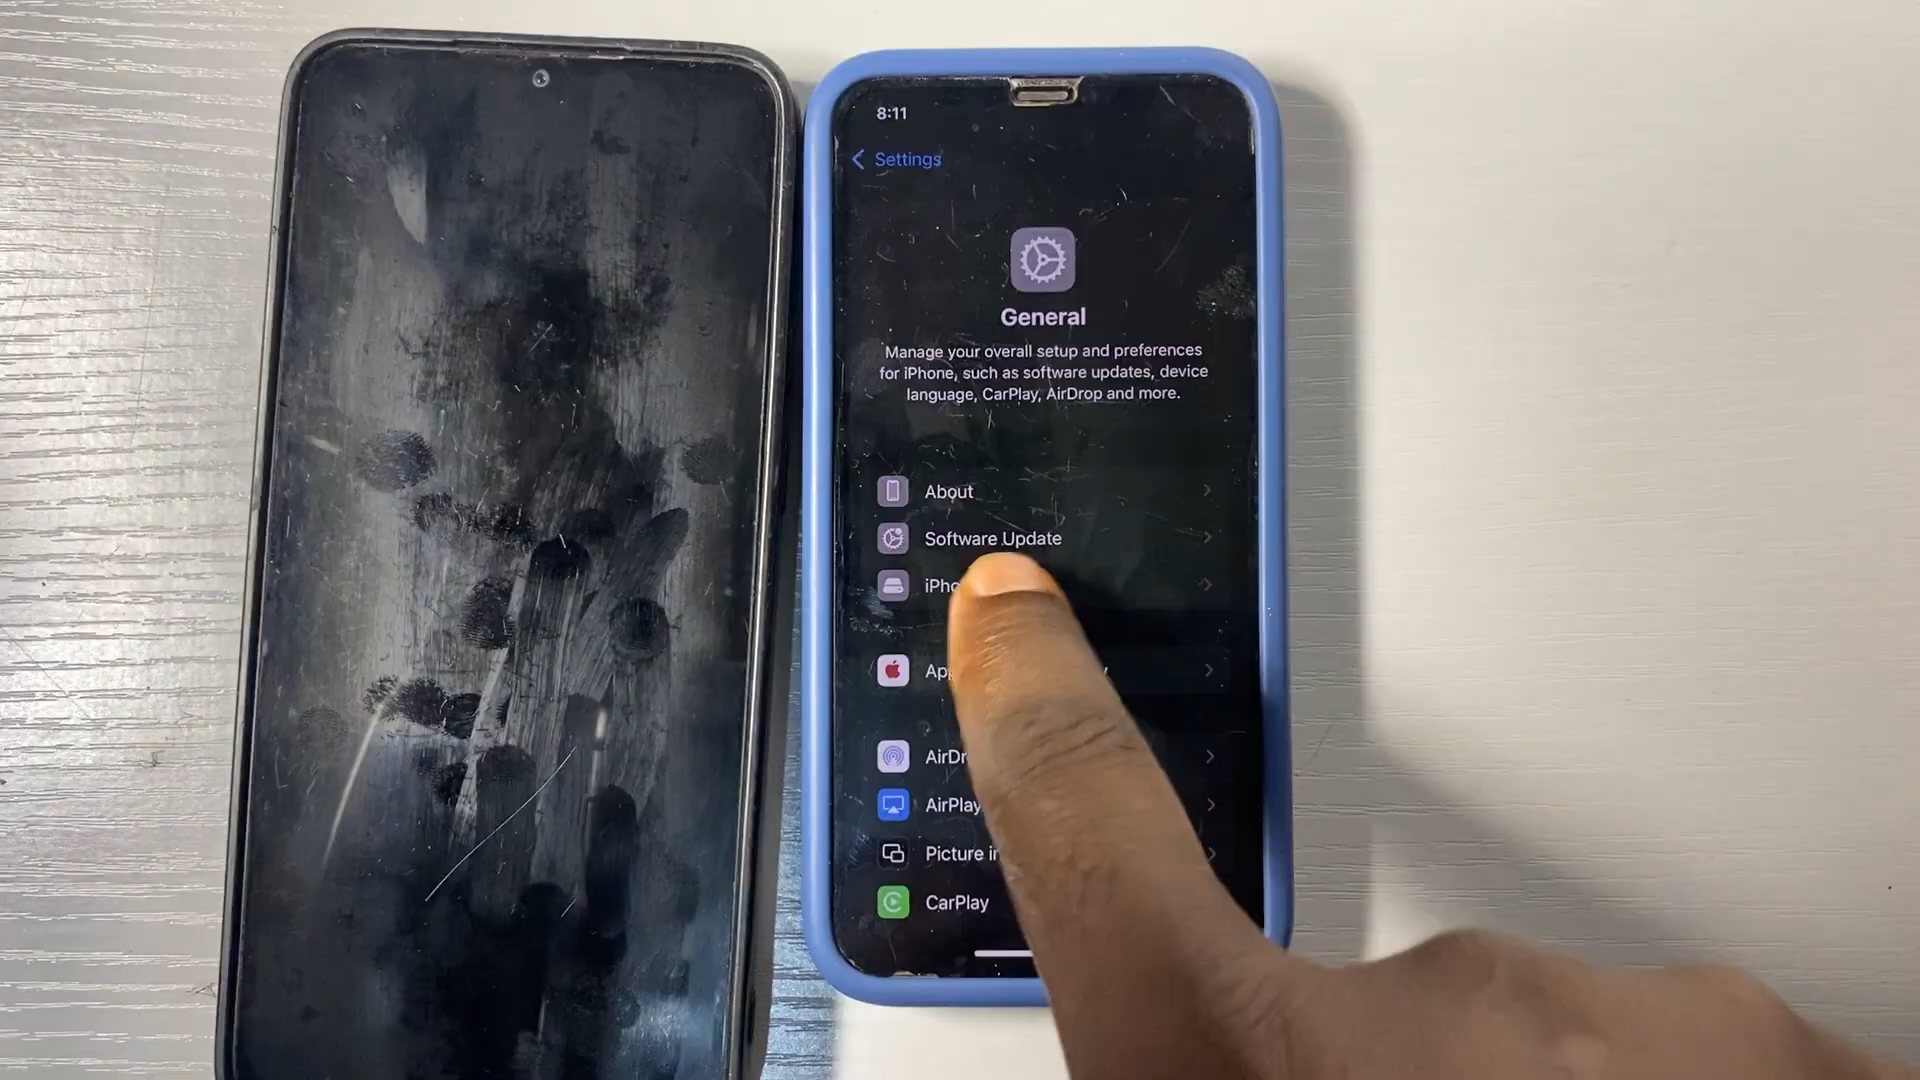 8:11
Settings
General
Manage your overall setup and preferences
for iPhone, such as software updates, device
language, CarPlay, AirDrop and more.
About
Software Update
CarPlay
AirPlay
Picture